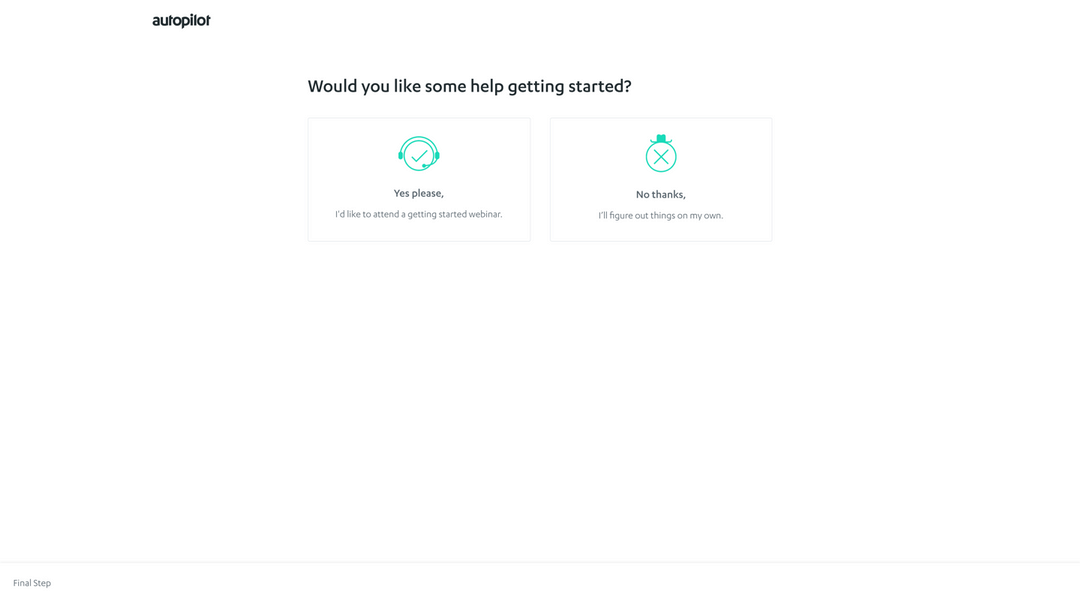 autopilot
Would you like some help getting started?
Yes please,
I'd like to attend a getting started webinar.
No thanks,
I'll figure out things on my own.
Final Step